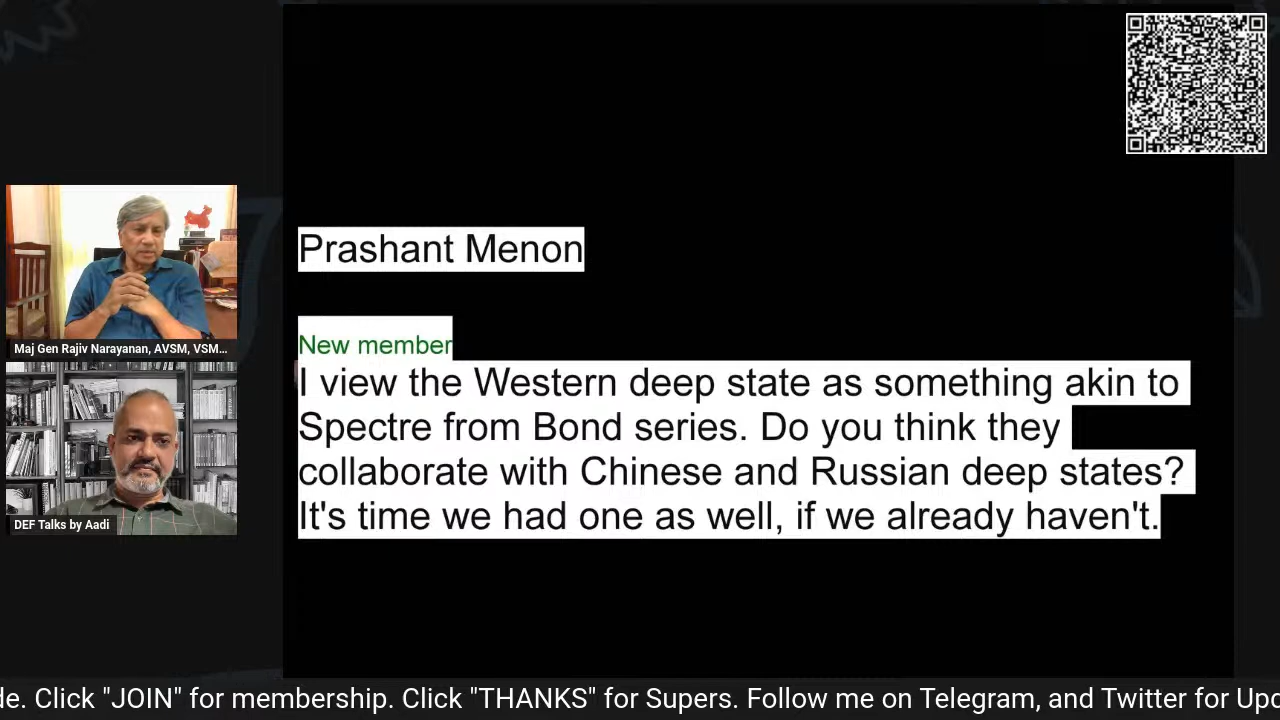 Prashant Menon
New member
I view the Western deep state as something akin to
Spectre from Bond series. Do you think they
collaborate with Chinese and Russian deep states?
It's time we had one as well, if we already haven't.
Maj Gen Rajiv Narayanan, AVSM, VSM...
DEF Talks by Aadi
de. Click "JOIN" for membership. Click "THANKS" for Supers. Follow me on Telegram, and Twitter for Upd